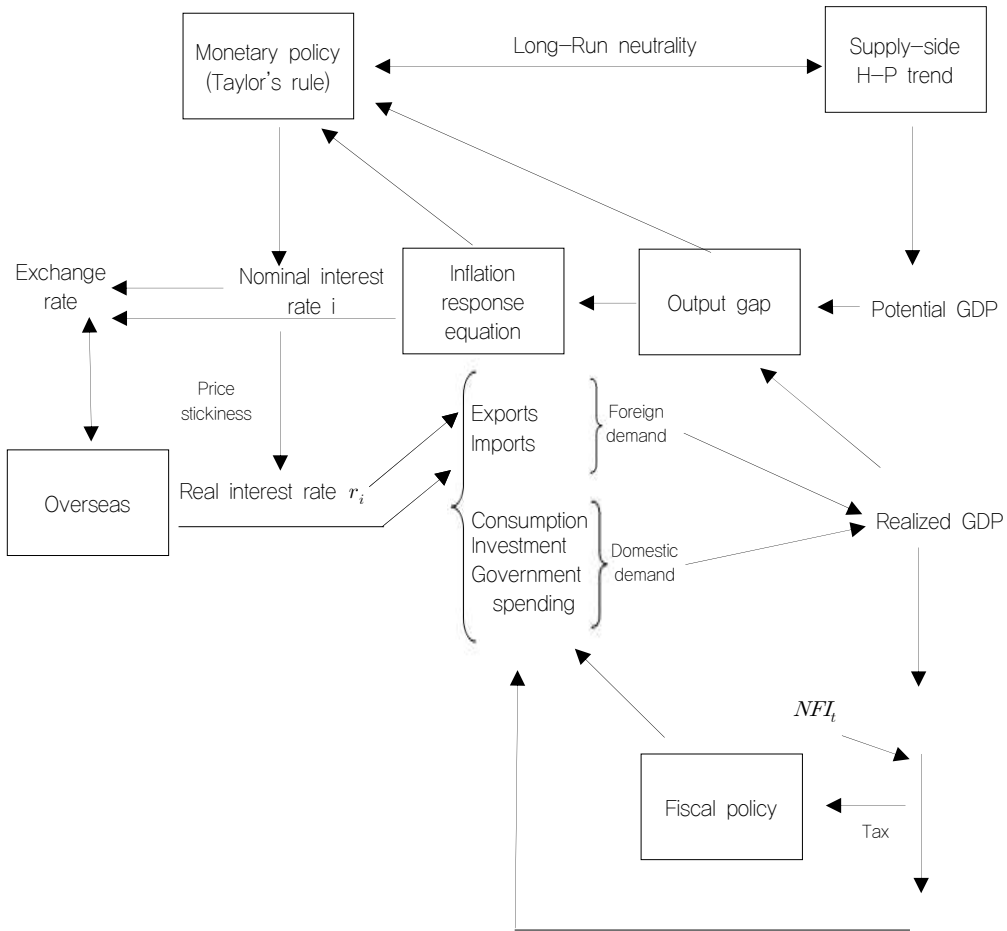 Monetary policy
(Taylor's rule)
Long-Run neutrality
Supply-side
H-P trend
Exchange
rate
Nominal interest
rate i
Inflation
response
equation
Output gap
Potential GDP
Price
stickiness
Exports
Imports
Foreign
demand
Overseas
Real interest rate r_i
Consumption
Investment
Government
spending
Domestic
demand
Realized GDP
NFI_t
Fiscal policy
Tax